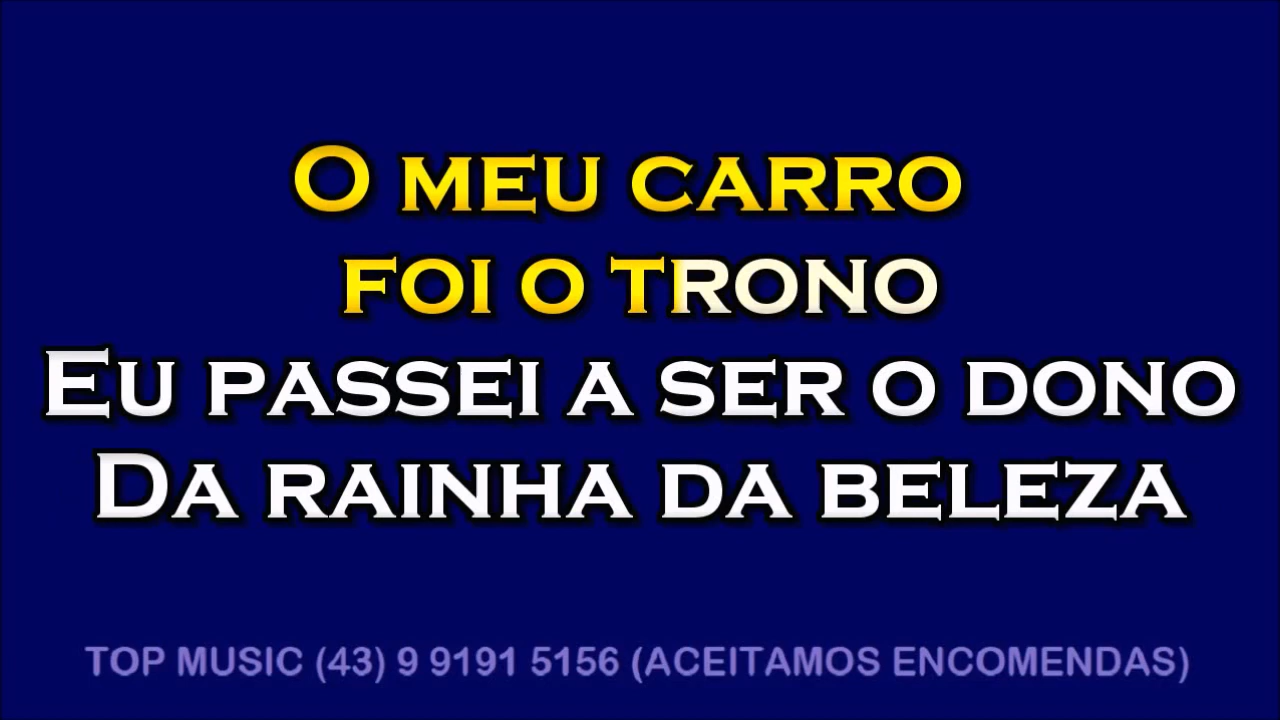 O MEU CARRO
FOI O TRONO
EU PASSEI A SER O DONO
DA RAINHA DA BELEZA
TOP MUSIC (43) 9 9191 5156 (ACEITAMOS ENCOMENDAS)